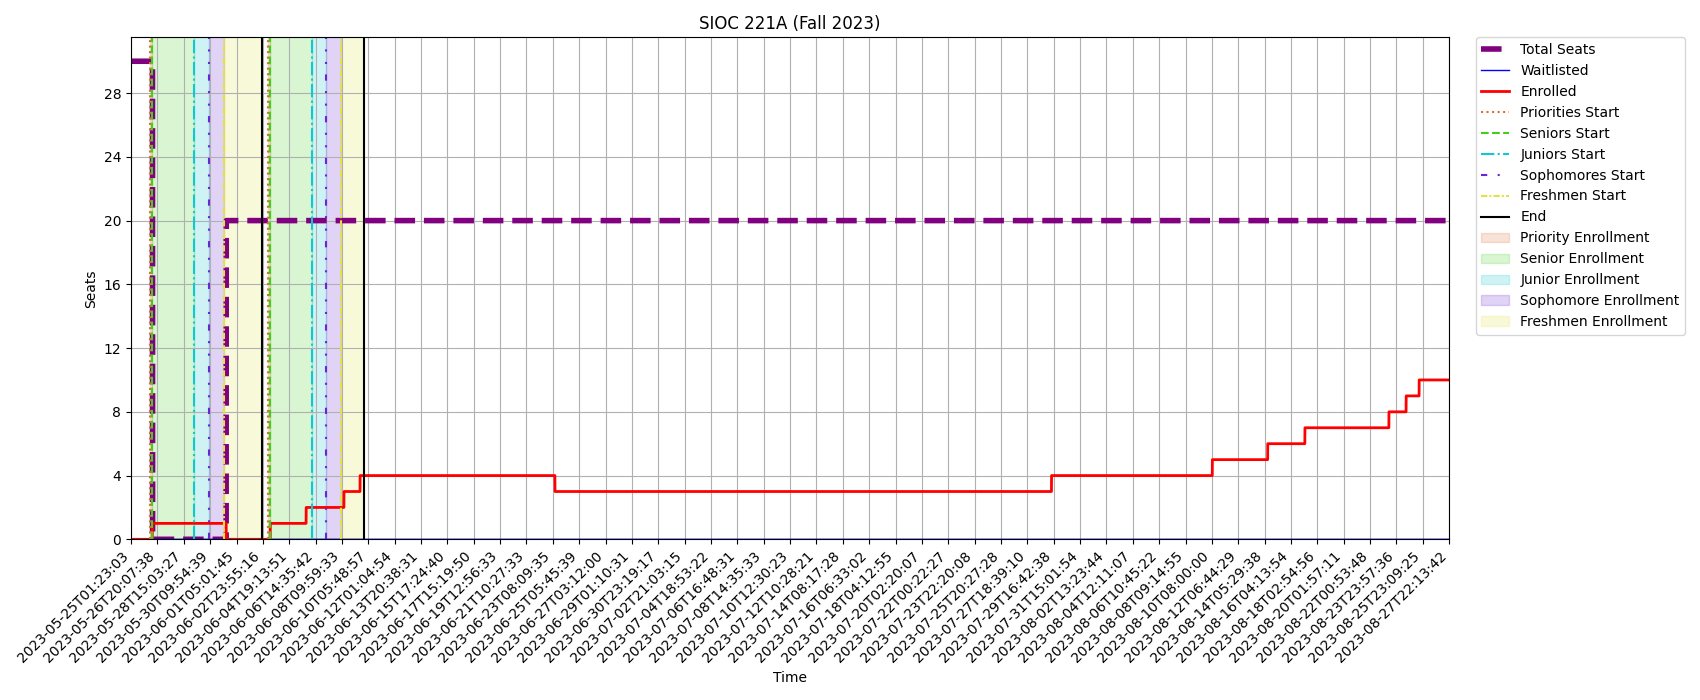 SIOC 221A (Fall 2023)
Total Seats
Waitlisted
Enrolled
Priorities Start
Seniors Start
Juniors Start
Sophomores Start
Freshmen Start
End
Priority Enrollment
Senior Enrollment
Junior Enrollment
Sophomore Enrollment
Freshmen Enrollment
Seats
28
24
20
16
12
8
4
0
2023-05-25T01:23:03
2023-05-26T20:07:38
2023-05-28T15:03:27
2023-05-30T09:54:39
2023-06-01T05:01:45
2023-06-02T23:55:16
2023-06-04T19:13:51
2023-06-06T14:35:42
2023-06-08T09:59:33
2023-06-10T05:48:57
2023-06-12T01:04:54
2023-06-13T20:38:31
2023-06-15T17:24:40
2023-06-17T15:19:50
2023-06-19T12:56:33
2023-06-21T10:27:33
2023-06-23T08:09:35
2023-06-25T05:45:39
2023-06-27T03:12:00
2023-06-29T01:10:31
2023-06-30T23:19:17
2023-07-02T21:03:15
2023-07-04T18:53:22
2023-07-06T16:48:31
2023-07-08T14:35:33
2023-07-10T12:30:23
2023-07-12T10:28:21
2023-07-14T08:17:28
2023-07-16T06:33:02
2023-07-18T04:12:55
2023-07-20T02:20:07
2023-07-22T00:22:27
2023-07-23T22:20:08
2023-07-25T20:27:28
2023-07-27T18:39:10
2023-07-29T16:42:38
2023-07-31T15:01:54
2023-08-02T13:23:44
2023-08-04T12:11:07
2023-08-06T10:45:22
2023-08-08T09:14:55
2023-08-10T08:00:00
2023-08-12T06:44:29
2023-08-14T05:29:38
2023-08-16T04:13:54
2023-08-18T02:54:56
2023-08-20T01:57:11
2023-08-22T00:53:48
2023-08-23T23:57:36
2023-08-25T23:09:25
2023-08-27T22:13:42
Time